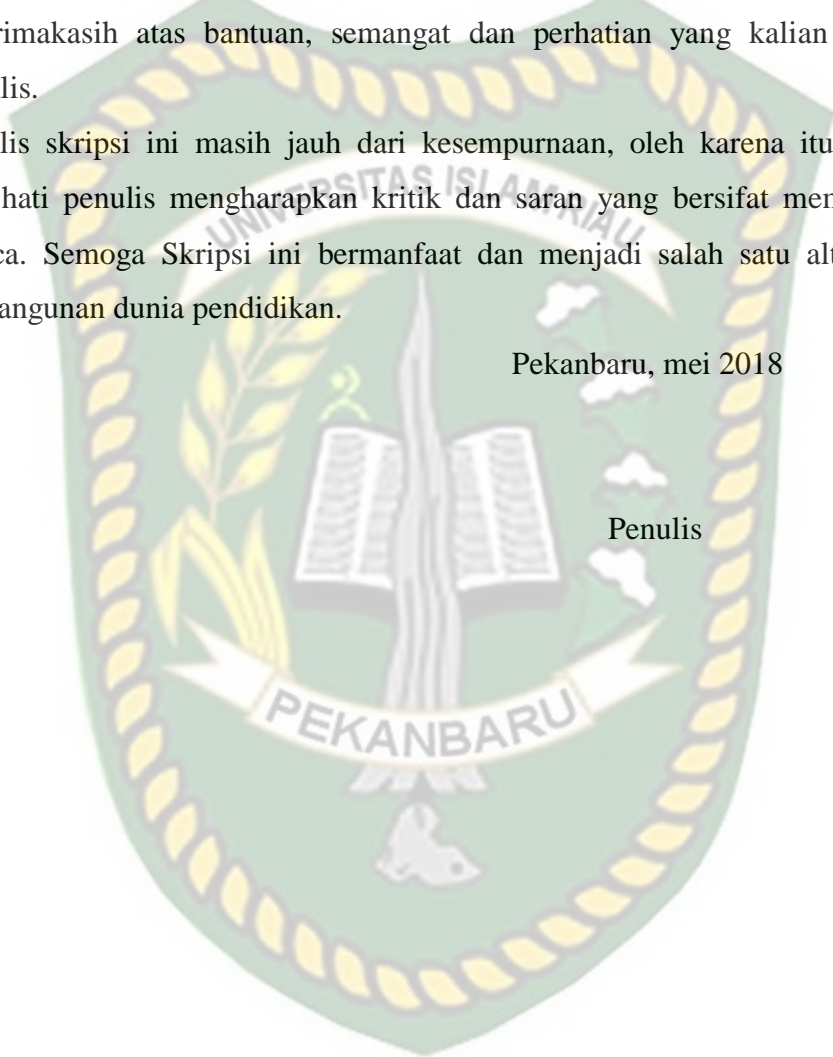 rimakasih atas bantuan, semangat dan perhatian yang kalian
lis.
lis skripsi ini masih jauh dari kesempurnaan, oleh karena itu
hati penulis mengharapkan kritik dan saran yang bersifat men
ca. Semoga Skripsi ini bermanfaat dan menjadi salah satu alt
angunan dunia pendidikan.
UNIVERSITAS ISLAM RIAU
Pekanbaru, mei 2018
Penulis
PEKANBARU